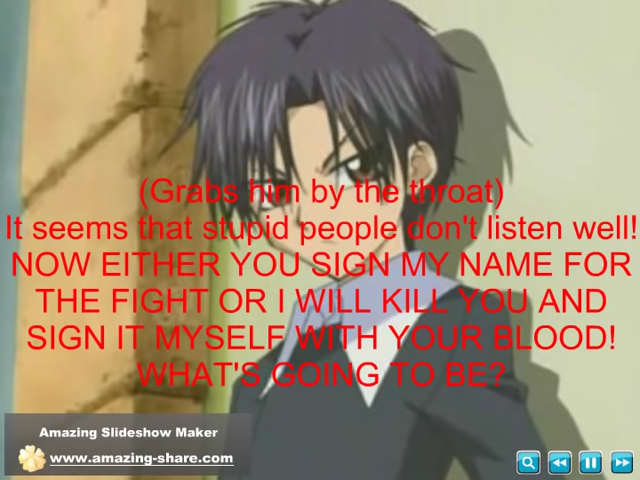 (Grabs him by the throat)
It seems that stupid people don't listen well!
NOW EITHER YOU SIGN MY NAME FOR
THE FIGHT OR I WILL KILL YOU AND
SIGN IT MYSELF WITH YOUR BLOOD!
WHAT'S GOING TO BE?
Amazing Slideshow Maker
www.amazing-share.com